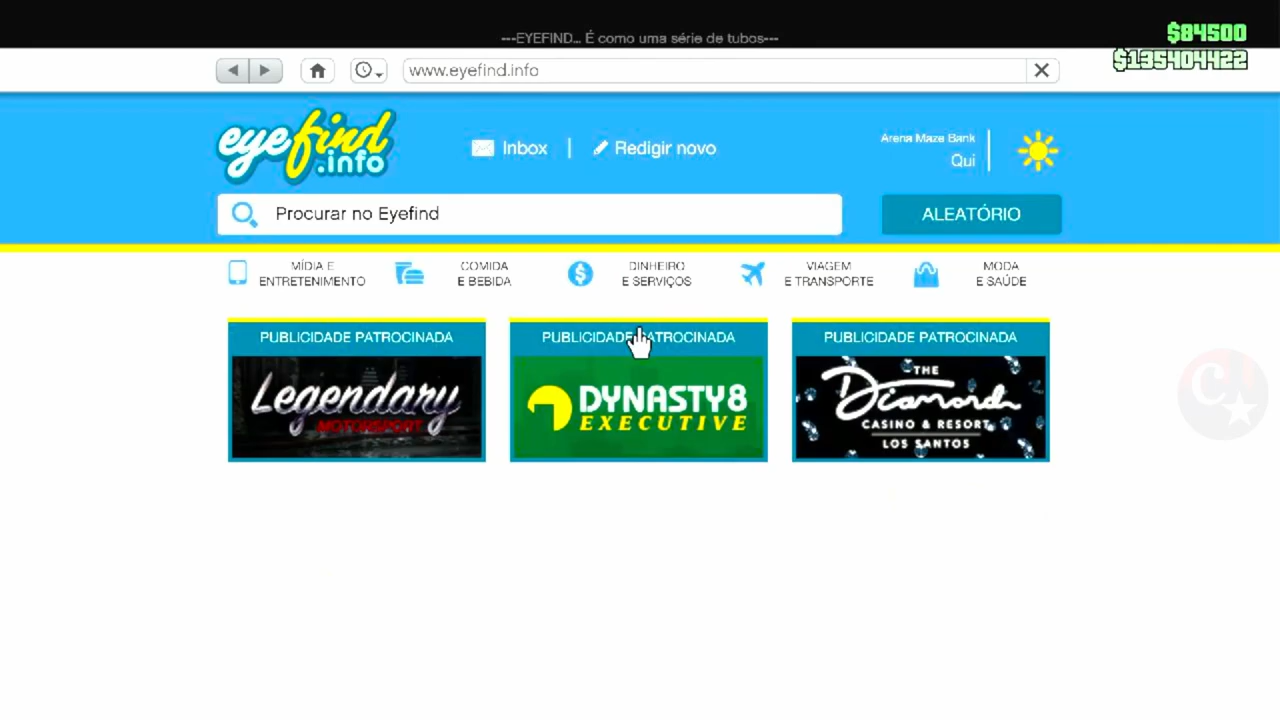 ---EYEFIND... É como uma série de tubos---
$84500
$135404422
www.eyefind.info
eyefind
.info
Inbox
Redigir novo
Arena Maze Bank
Qui
Procurar no Eyefind
ALEATÓRIO
MÍDIA E
ENTRETENIMENTO
COMIDA
E BEBIDA
DINHEIRO
E SERVIÇOS
VIAGEM
E TRANSPORTE
MODA
E SAÚDE
PUBLICIDADE PATROCINADA
Legendary
MOTORSPORT
PUBLICIDADE PATROCINADA
DYNASTY8
EXECUTIVE
PUBLICIDADE PATROCINADA
THE
Diamond
CASINO & RESORT
LOS SANTOS
C